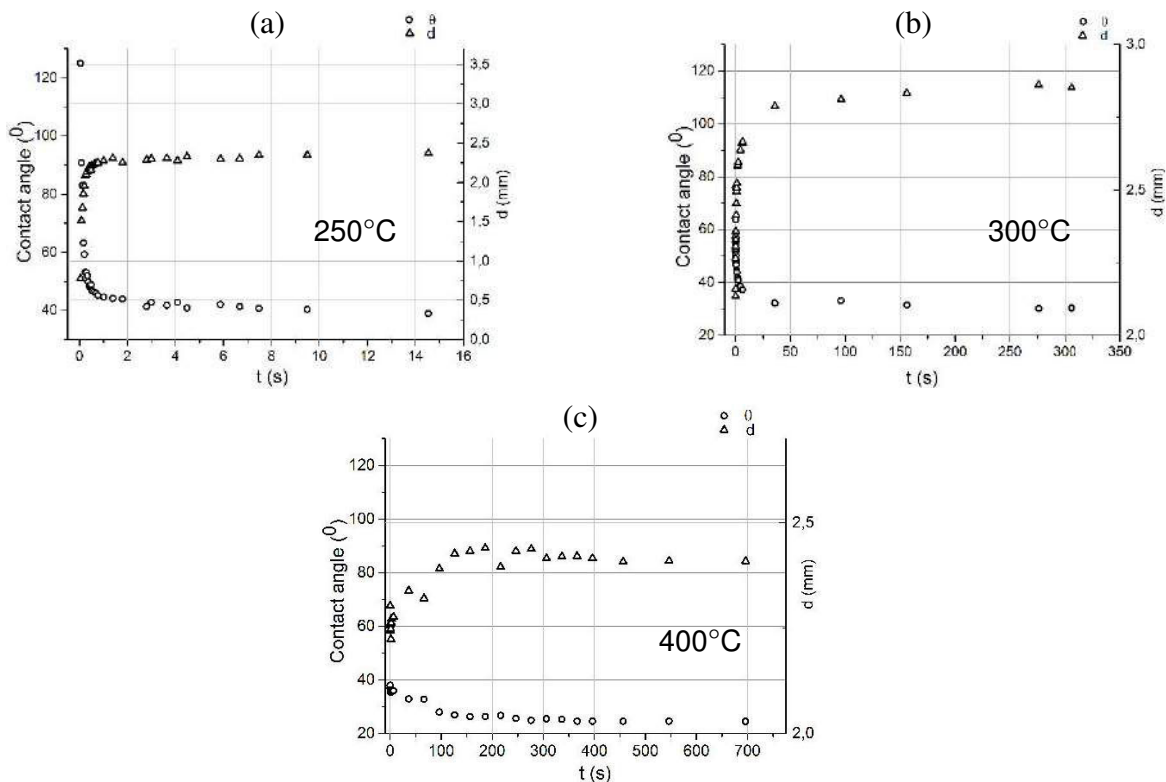 (a)
θ
d
Contact angle (⁰)
120
100
80
60
40
3.5
3.0
2.5
2.0
1.5
1.0
0.5
0.0
d (mm)
250°C
0 2 4 6 8 10 12 14 16
t (s)
(b)
θ
d
Contact angle (⁰)
120
100
80
60
40
20
3,0
2,5
2,0
d (mm)
300°C
0 50 100 150 200 250 300 350
t (s)
(c)
θ
d
Contact angle (⁰)
120
100
80
60
40
20
2,5
2,0
d (mm)
400°C
0 100 200 300 400 500 600 700
t (s)